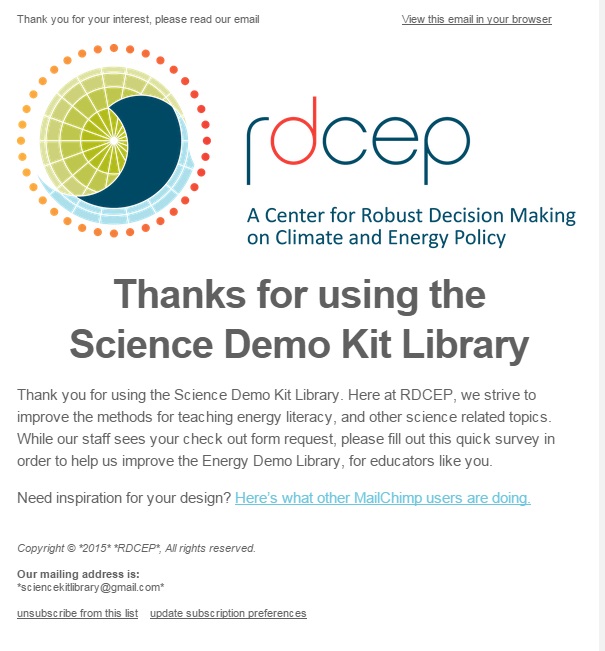 Thank you for your interest, please read our email
View this email in your browser
rdcep
A Center for Robust Decision Making
on Climate and Energy Policy
Thanks for using the
Science Demo Kit Library
Thank you for using the Science Demo Kit Library. Here at RDCEP, we strive to
improve the methods for teaching energy literacy, and other science related topics.
While our staff sees your check out form request, please fill out this quick survey in
order to help us improve the Energy Demo Library, for educators like you.
Need inspiration for your design? Here's what other MailChimp users are doing.
Copyright © *2015* *RDCEP*, All rights reserved.
Our mailing address is:
*sciencekitlibrary@gmail.com*
unsubscribe from this list    update subscription preferences